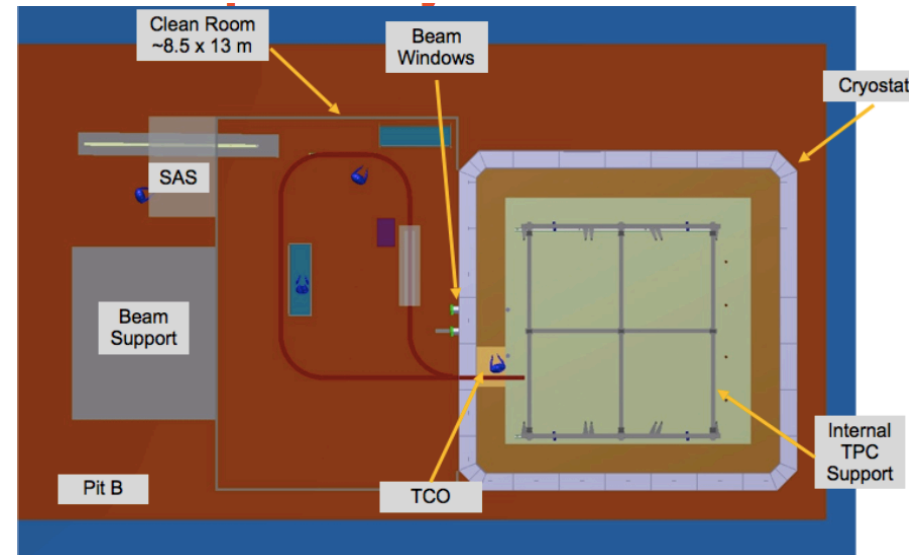 Clean Room
~8.5 x 13 m
Beam
Windows
Cryostat
SAS
Beam
Support
Internal
TPC
Support
Pit B
TCO